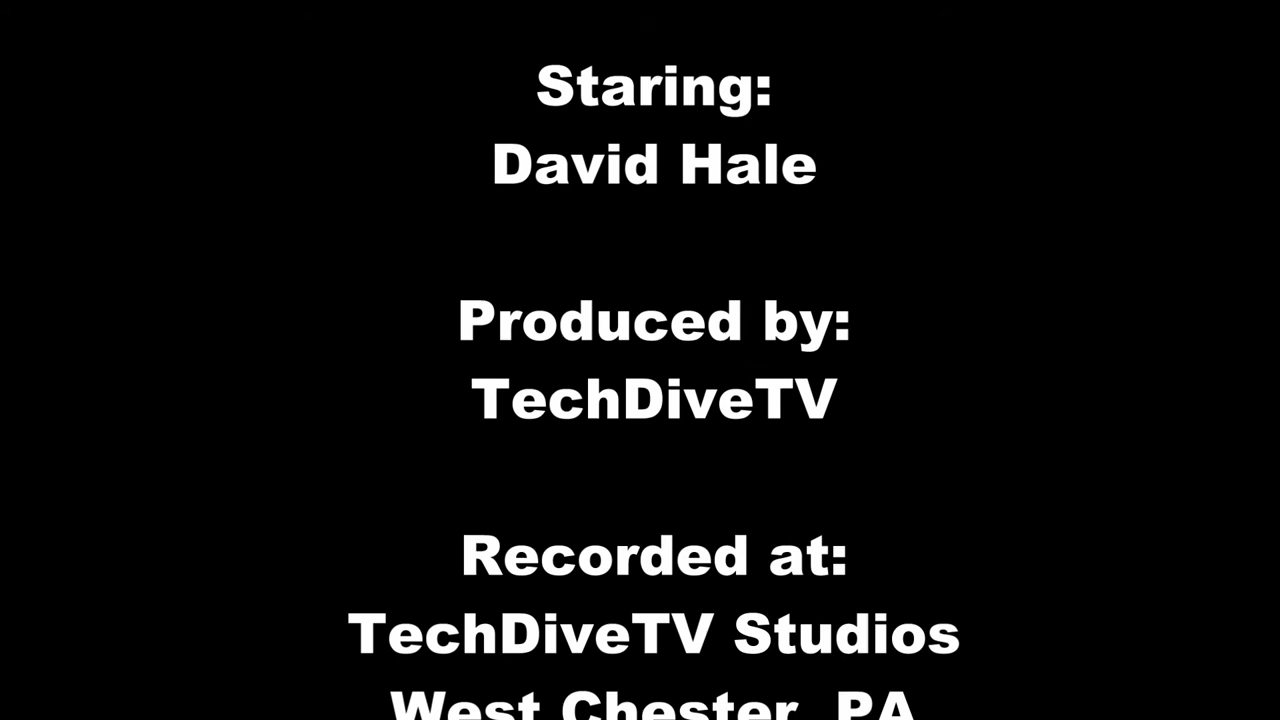 Staring:
David Hale
Produced by:
TechDiveTV
Recorded at:
TechDiveTV Studios
West Chester, PA